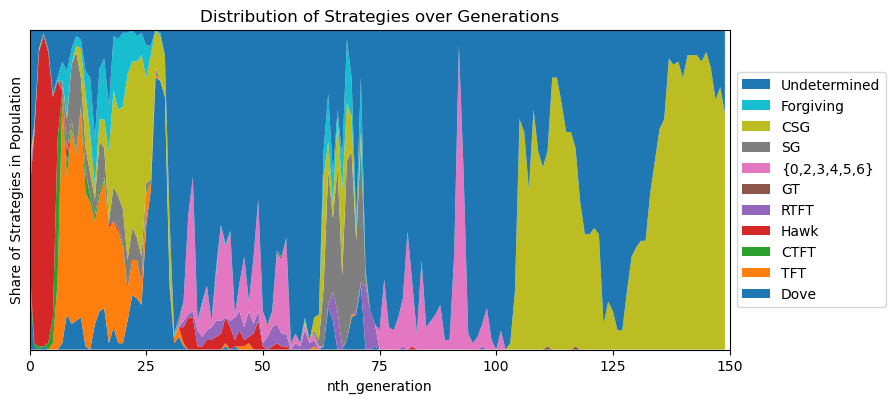 Distribution of Strategies over Generations
Share of Strategies in Population
Undetermined
Forgiving
CSG
SG
{0,2,3,4,5,6}
GT
RTFT
Hawk
CTFT
TFT
Dove
0 25 50 75 100 125 150
nth_generation